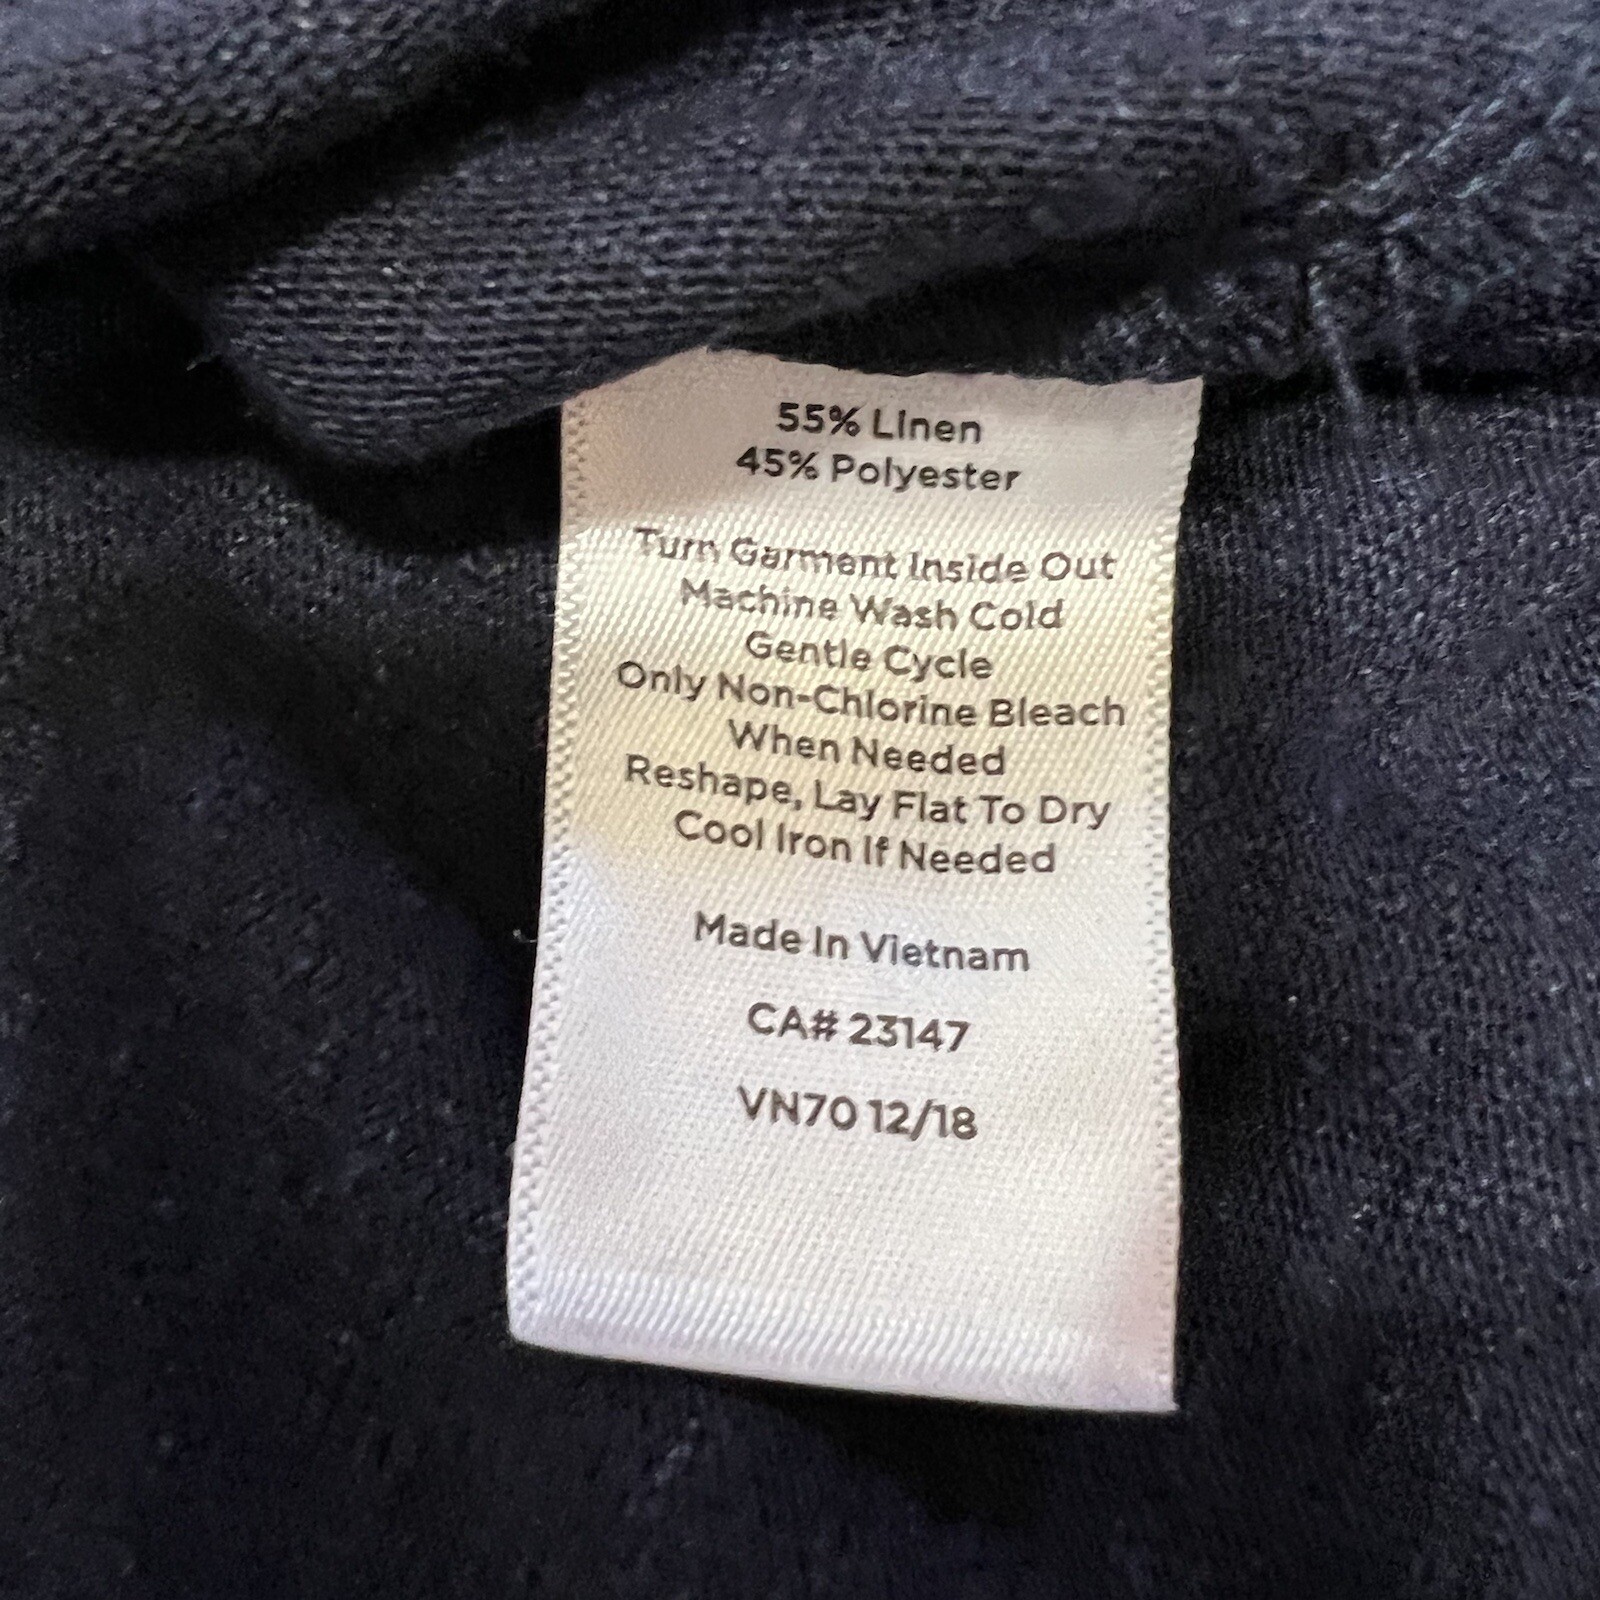 55% Linen
45% Polyester
Turn Garment Inside Out
Machine Wash Cold
Gentle Cycle
Only Non-Chlorine Bleach
When Needed
Reshape, Lay Flat To Dry
Cool Iron If Needed
Made In Vietnam
CA# 23147
VN70 12/18